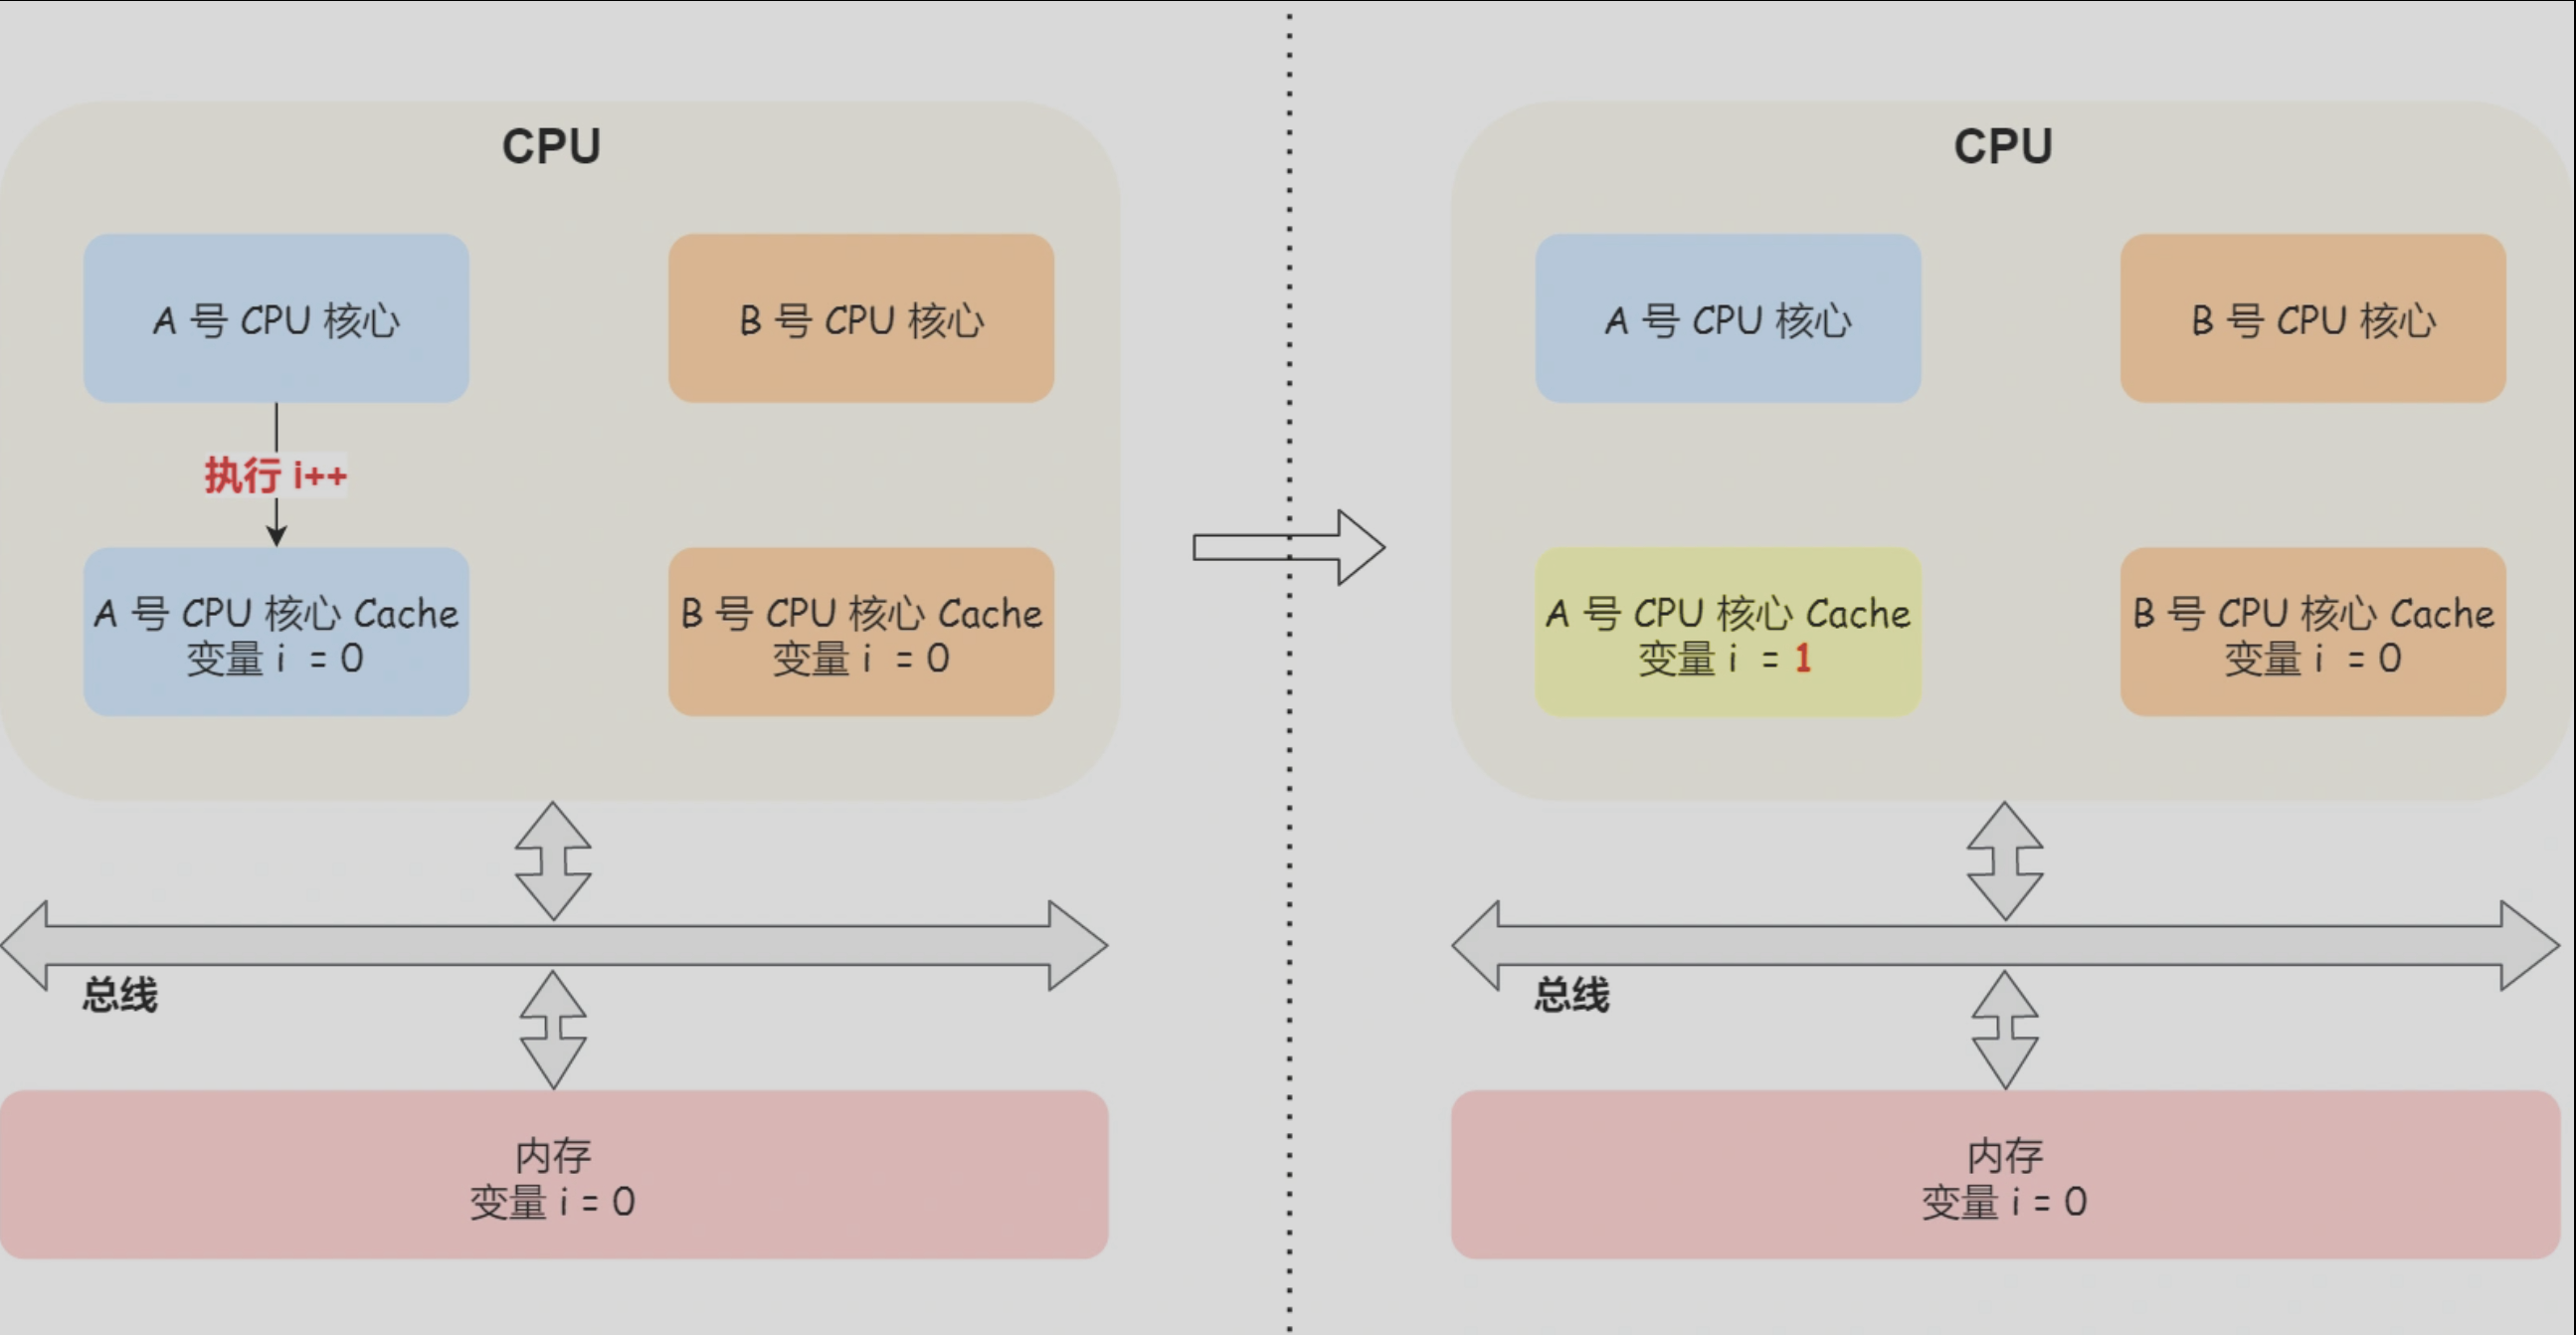 CPU
A 号 CPU 核心
B 号 CPU 核心
执行 i++
A 号 CPU 核心 Cache
变量 i = 0
B 号 CPU 核心 Cache
变量 i = 0
总线
内存
变量 i = 0
CPU
A 号 CPU 核心
B 号 CPU 核心
A 号 CPU 核心 Cache
变量 i = 1
B 号 CPU 核心 Cache
变量 i = 0
总线
内存
变量 i = 0